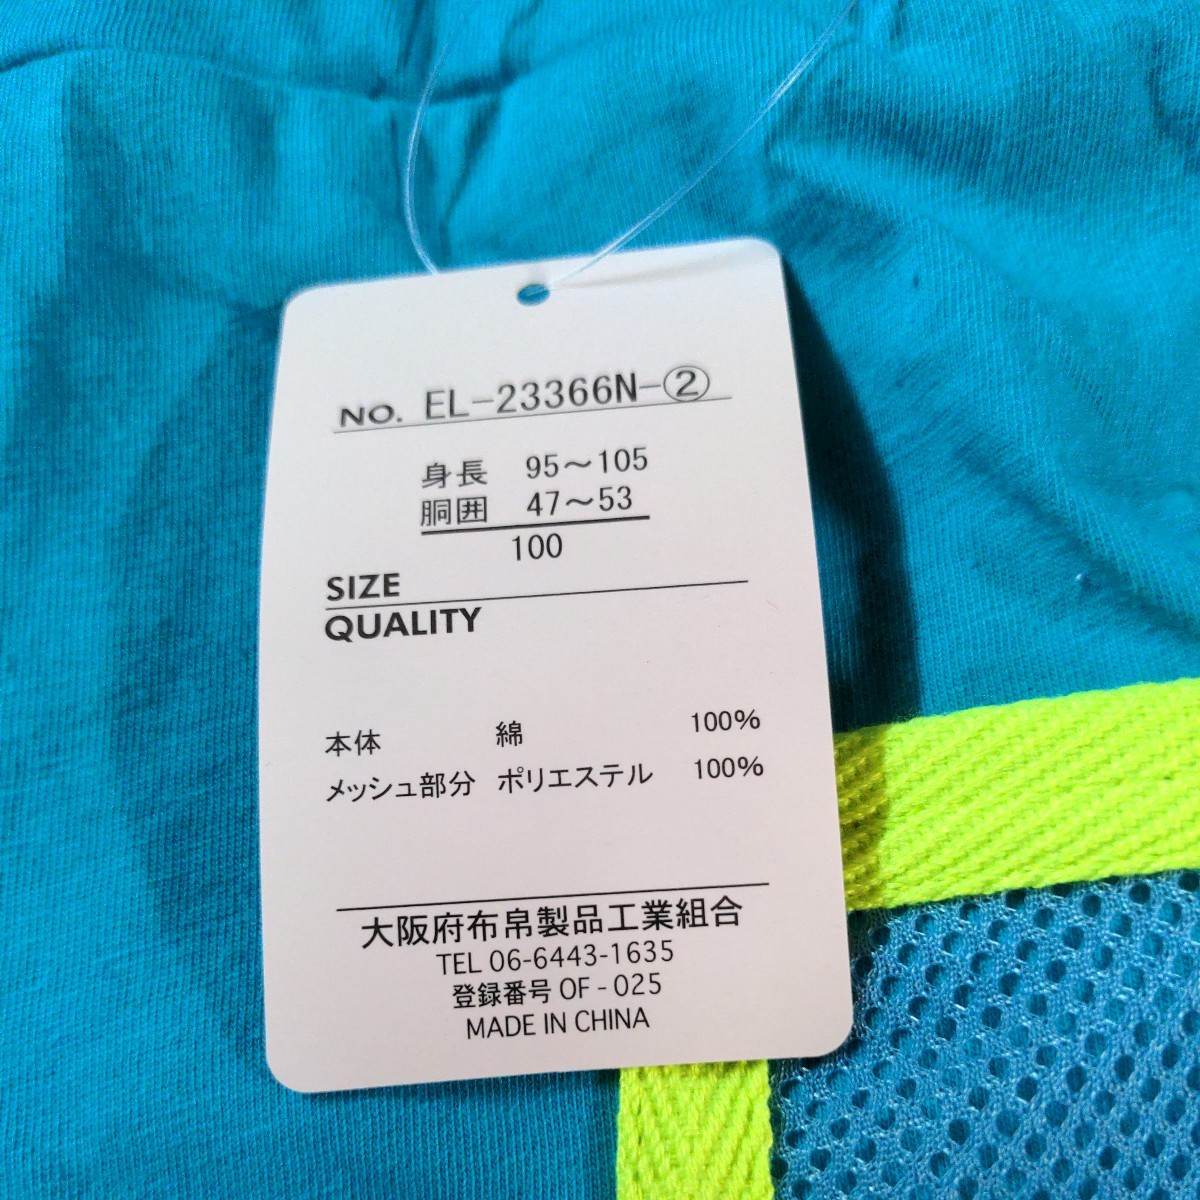 NO. EL-23366N-②
身長 95～105
胴囲 47～53
100
SIZE
QUALITY
本体 綿 100%
メッシュ部分 ポリエステル 100%
大阪府布帛製品工業組合
TEL 06-6443-1635
登録番号 OF-025
MADE IN CHINA